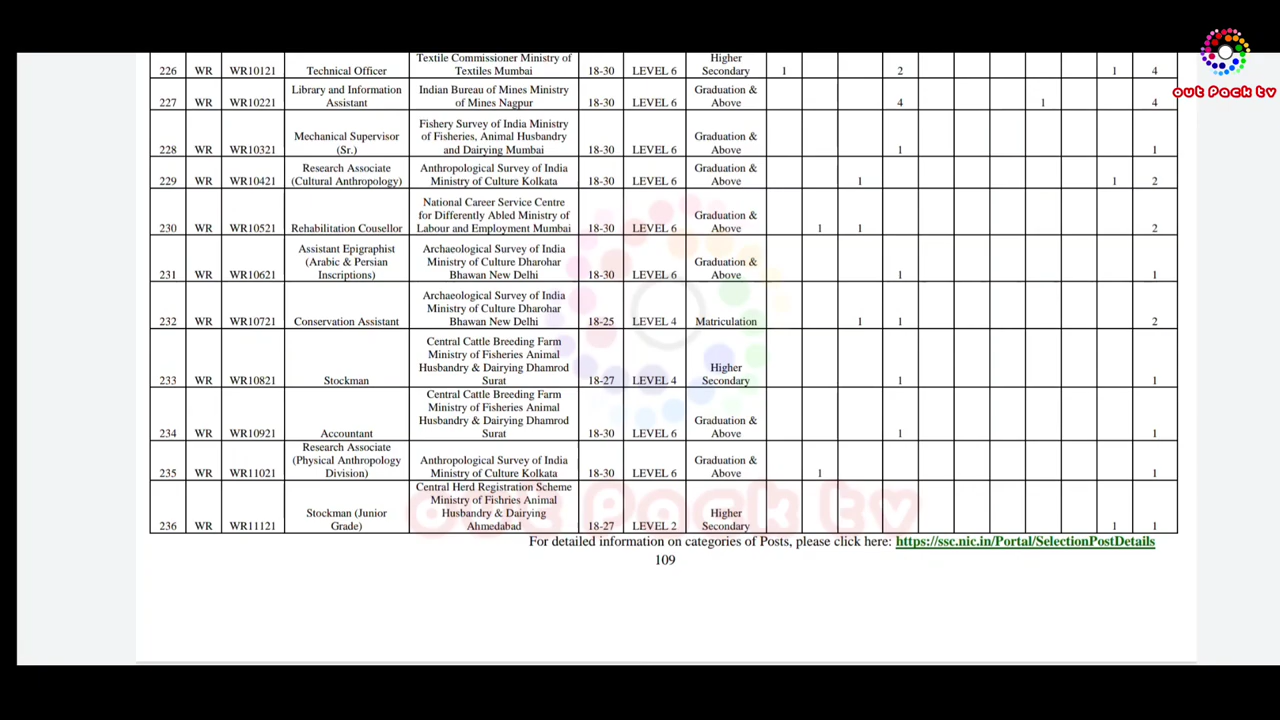 Textile Commissioner Ministry of Higher
226 WR WR10121 Technical Officer Textiles Mumbai 18-30 LEVEL 6 Secondary 1 2 1 4
Library and Information Indian Bureau of Mines Ministry Graduation &
227 WR WR10221 Assistant of Mines Nagpur 18-30 LEVEL 6 Above 4 1 4
Fishery Survey of India Ministry
Mechanical Supervisor of Fisheries, Animal Husbandry Graduation &
228 WR WR10321 (Sr.) and Dairying Mumbai 18-30 LEVEL 6 Above 1 1
Research Associate Anthropological Survey of India Graduation &
229 WR WR10421 (Cultural Anthropology) Ministry of Culture Kolkata 18-30 LEVEL 6 Above 1 1 2
National Career Service Centre
for Differently Abled Ministry of Graduation &
230 WR WR10521 Rehabilitation Cousellor Labour and Employment Mumbai 18-30 LEVEL 6 Above 1 1 2
Assistant Epigraphist Archaeological Survey of India
(Arabic & Persian Ministry of Culture Dharohar Graduation &
231 WR WR10621 Inscriptions) Bhawan New Delhi 18-30 LEVEL 6 Above 1 1
Archaeological Survey of India
Ministry of Culture Dharohar
232 WR WR10721 Conservation Assistant Bhawan New Delhi 18-25 LEVEL 4 Matriculation 1 1 2
Central Cattle Breeding Farm
Ministry of Fisheries Animal
Husbandry & Dairying Dhamrod Higher
233 WR WR10821 Stockman Surat 18-27 LEVEL 4 Secondary 1 1
Central Cattle Breeding Farm
Ministry of Fisheries Animal
Husbandry & Dairying Dhamrod Graduation &
234 WR WR10921 Accountant Surat 18-30 LEVEL 6 Above 1 1
Research Associate
(Physical Anthropology Anthropological Survey of India Graduation &
235 WR WR11021 Division) Ministry of Culture Kolkata 18-30 LEVEL 6 Above 1 1
Central Herd Registration Scheme
Ministry of Fishries Animal
Stockman (Junior Husbandry & Dairying Higher
236 WR WR11121 Grade) Ahmedabad 18-27 LEVEL 2 Secondary 1 1
For detailed information on categories of Posts, please click here: https://ssc.nic.in/Portal/SelectionPostDetails
109
out Pack tv
out Pack tv